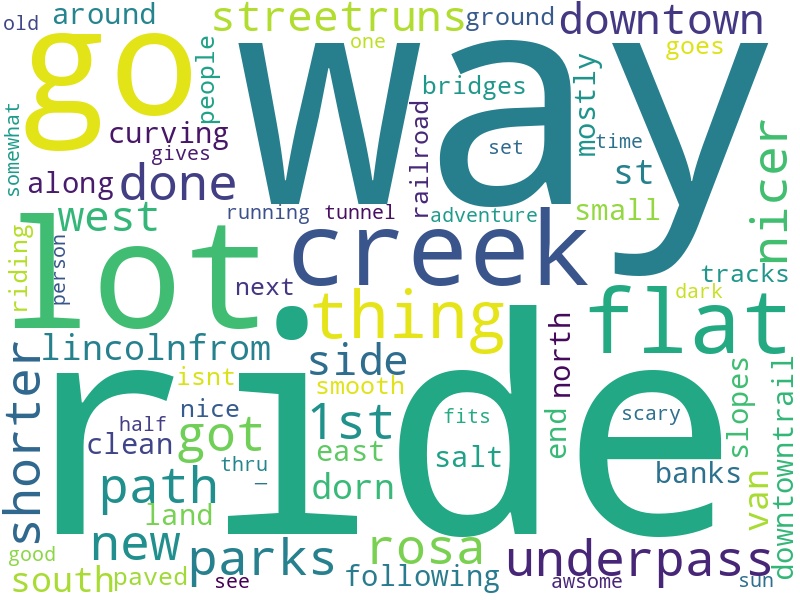 old
around
streetruns
ground
downtown
go
way
one
goes
people
bridges
mostly
somewhat
curving
gives
railroad
set
time
nicer
along
done
st
west
running
tunnel
adventure
small
lot
creek
riding
person
next
thing
flat
tracks
dark
lincolnfrom
side
north
shorter
isnt
smooth
ride
half
nice
1st
fits
scary
slopes
downtowntrail
clean
got
east
end
path
thru
–
salt
banks
dorn
van
land
new
parks
rosa
underpass
good
south
paved
see
following
awsome
sun